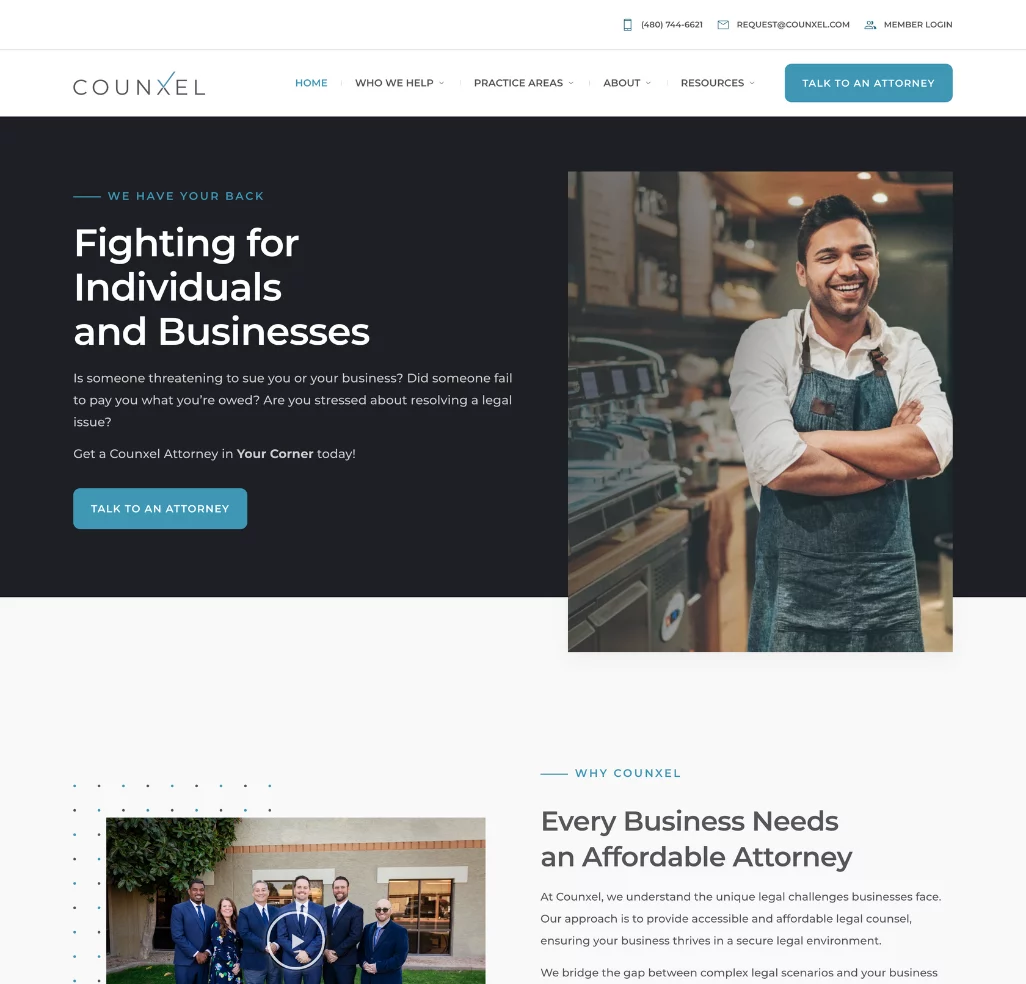 (480) 744-6621 REQUEST@COUNXEL.COM MEMBER LOGIN
COUNXEL HOME WHO WE HELP PRACTICE AREAS ABOUT RESOURCES TALK TO AN ATTORNEY
WE HAVE YOUR BACK
Fighting for
Individuals
and Businesses
Is someone threatening to sue you or your business? Did someone fail
to pay you what you’re owed? Are you stressed about resolving a legal
issue?
Get a Counxel Attorney in Your Corner today!
TALK TO AN ATTORNEY
WHY COUNXEL
Every Business Needs
an Affordable Attorney
At Counxel, we understand the unique legal challenges businesses face.
Our approach is to provide accessible and affordable legal counsel,
ensuring your business thrives in a secure legal environment.
We bridge the gap between complex legal scenarios and your business